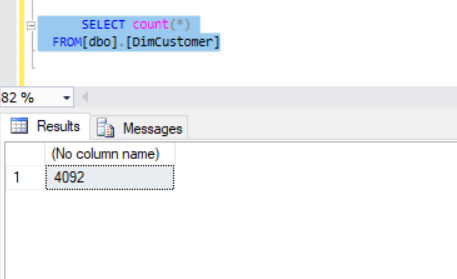 SELECT count(*)
FROM[dbo].[DimCustomer]
82 %
Results Messages
(No column name)
1 4092